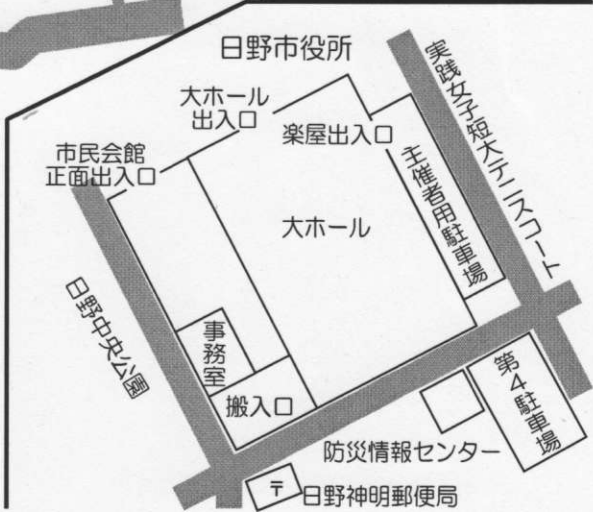 日野市役所
大ホール
出入口
楽屋出入口
実践女子短大テニスコート
市民会館
正面出入口
主催者用駐車場
大ホール
日野中央公園
事務室
搬入口
第4駐車場
防災情報センター
〒
日野神明郵便局